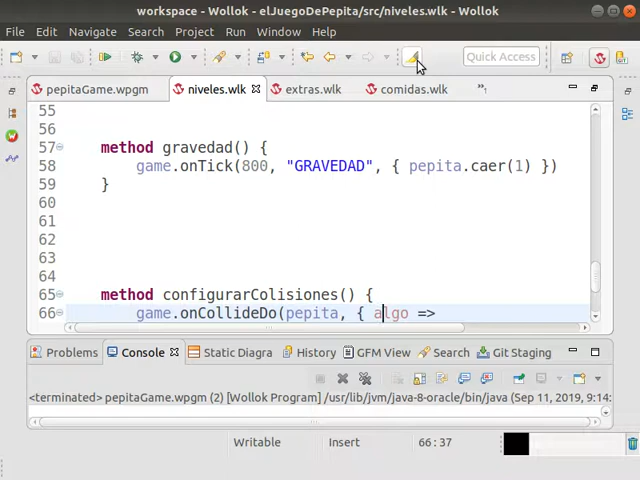 workspace - Wollok - elJuegoDePepita/src/niveles.wlk - Wollok
File Edit Navigate Search Project Run Window Help
Quick Access
pepitaGame.wpgm niveles.wlk extras.wlk comidas.wlk »₁
55
56
57 method gravedad() {
58 game.onTick(800, "GRAVEDAD", { pepita.caer(1) })
59 }
60
61
62
63
64
65 method configurarColisiones() {
66 game.onCollideDo(pepita, { algo =>
Problems Console Static Diagra History GFM View Search Git Staging
<terminated> pepitaGame.wpgm (2) [Wollok Program] /usr/lib/jvm/java-8-oracle/bin/java (Sep 11, 2019, 9:14:
Writable Insert 66 : 37